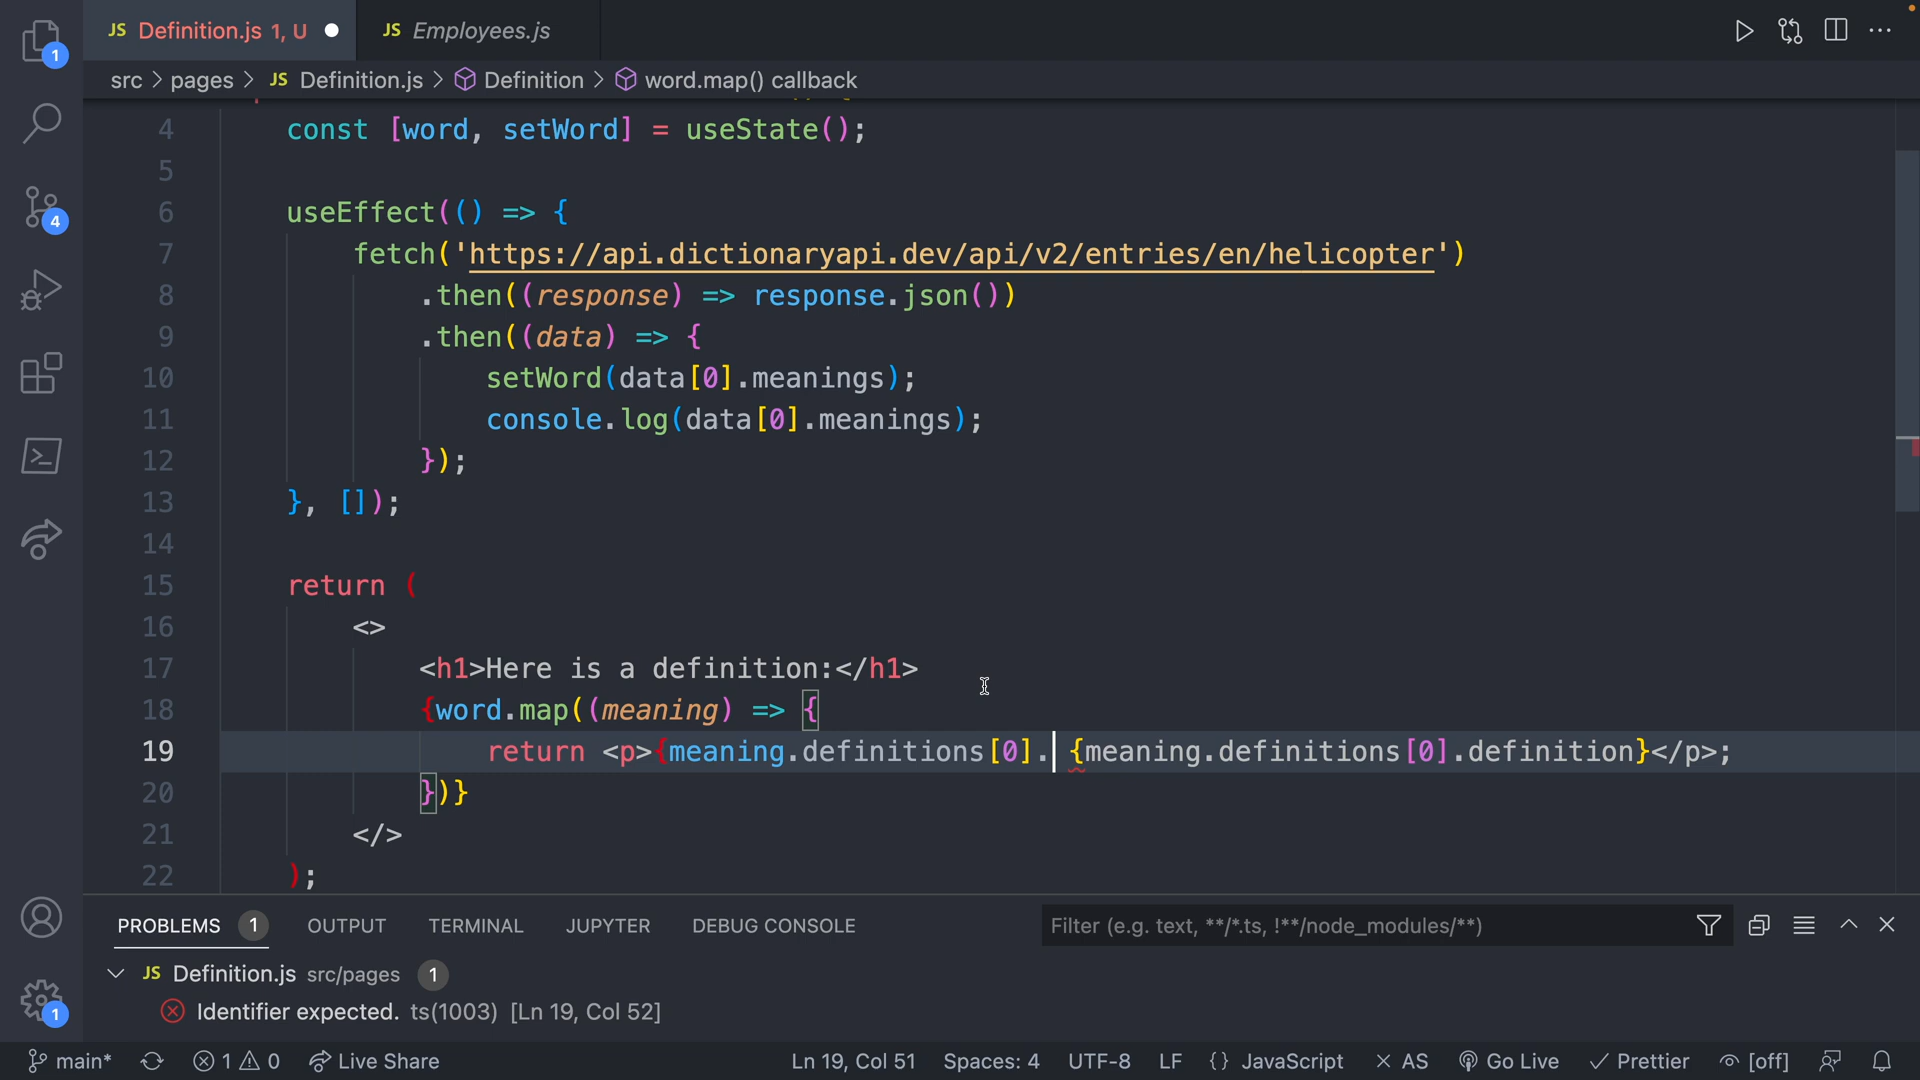 JS Definition.js 1, U
JS Employees.js
src > pages > JS Definition.js > Definition > word.map() callback
4 const [word, setWord] = useState();
5
6 useEffect(() => {
7 fetch('https://api.dictionaryapi.dev/api/v2/entries/en/helicopter')
8 .then((response) => response.json())
9 .then((data) => {
10 setWord(data[0].meanings);
11 console.log(data[0].meanings);
12 });
13 }, []);
14
15 return (
16 <>
17 <h1>Here is a definition:</h1>
18 {word.map((meaning) => {
19 return <p>{meaning.definitions[0]. {meaning.definitions[0].definition}</p>;
20 })}
21 </>
22 );
1
4
1
PROBLEMS 1 OUTPUT TERMINAL JUPYTER DEBUG CONSOLE Filter (e.g. text, **/*.ts, !**/node_modules/**)
JS Definition.js src/pages 1
Identifier expected. ts(1003) [Ln 19, Col 52]
main* 1 0 Live Share Ln 19, Col 51 Spaces: 4 UTF-8 LF {} JavaScript × AS Go Live ✓ Prettier [off]